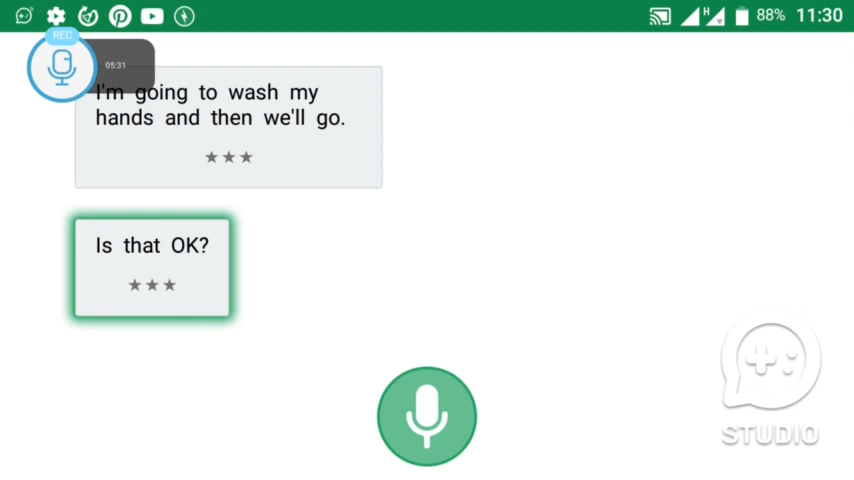 88% 11:30
H
REC
05:31
I'm going to wash my
hands and then we'll go.
★★★
Is that OK?
★★★
STUDIO